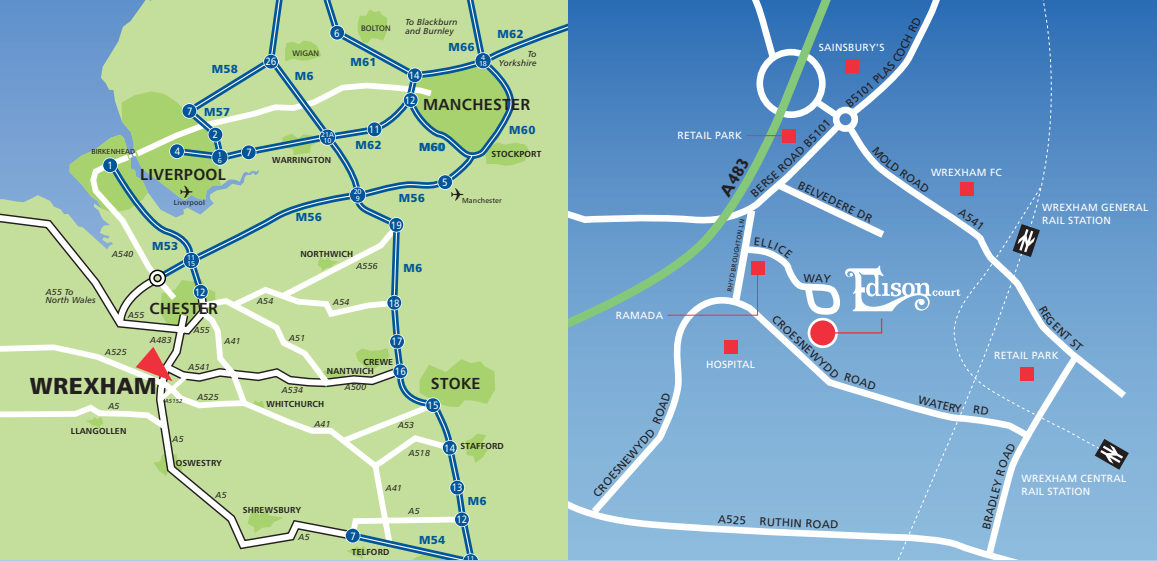 BOLTON
To Blackburn
and Burnley
6
M66
M62
To
Yorkshire
WIGAN
M61
26
M6
M58
14
4
18
7
M57
12
MANCHESTER
2
11
M60
21A
10
M62
M60
BIRKENHEAD
4
1
6
7
WARRINGTON
STOCKPORT
1
LIVERPOOL
5
Liverpool
20
9
M56
Manchester
M56
19
M53
A540
11
15
NORTHWICH
A556
M6
A55 To
North Wales
12
CHESTER
A54
A54
18
A55
A55
A483
A41
A51
17
A525
CREWE
A541
NANTWICH
16
WREXHAM
A534
A500
STOKE
A5152
A525
WHITCHURCH
15
A5
A41
A53
LLANGOLLEN
A5
14
STAFFORD
A518
OSWESTRY
13
A41
M6
A5
SHREWSBURY
A5
12
A5
7
M54
TELFORD
11
SAINSBURY'S
B5101 PLAS COCH RD
RETAIL PARK
A483
BERSE ROAD B5101
MOLD ROAD
WREXHAM FC
BELVEDERE DR
A541
WREXHAM GENERAL
RAIL STATION
RHYDBROUGHTON LN
ELLICE
WAY
Edison court
RAMADA
CROESNEWYDD ROAD
REGENT ST
HOSPITAL
RETAIL PARK
WATERY RD
CROESNEWYDD ROAD
BRADLEY ROAD
WREXHAM CENTRAL
RAIL STATION
A525 RUTHIN ROAD